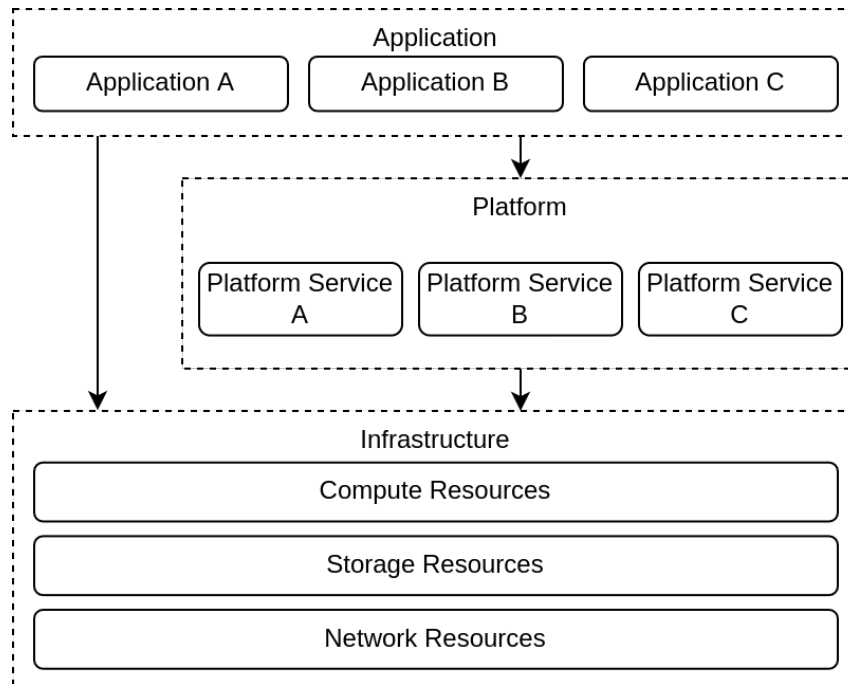 Application
Application A
Application B
Application C
Platform
Platform Service
A
Platform Service
B
Platform Service
C
Infrastructure
Compute Resources
Storage Resources
Network Resources